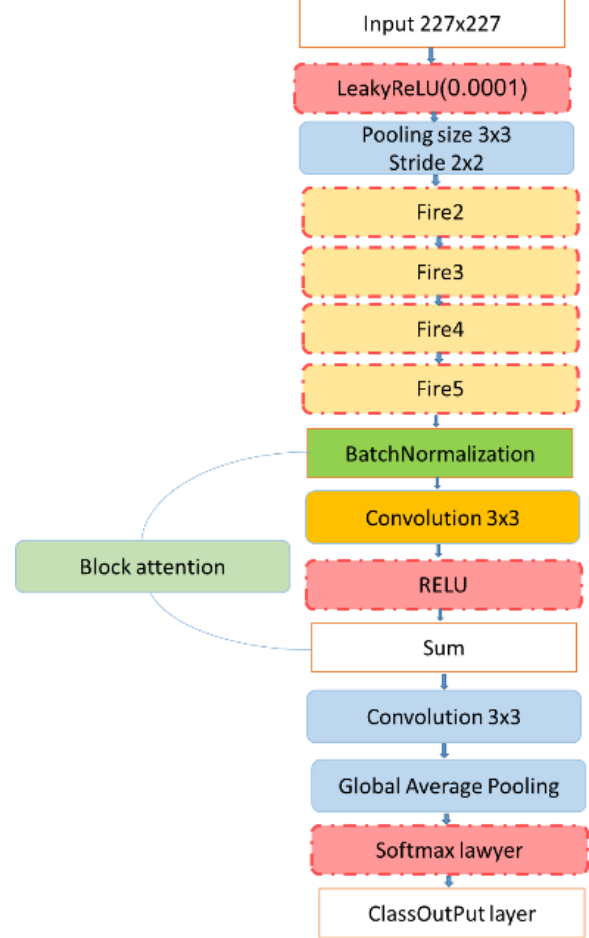 Input 227x227
LeakyReLU(0.0001)
Pooling size 3x3
Stride 2x2
Fire2
Fire3
Fire4
Fire5
BatchNormalization
Convolution 3x3
Block attention
RELU
Sum
Convolution 3x3
Global Average Pooling
Softmax lawyer
ClassOutPut layer